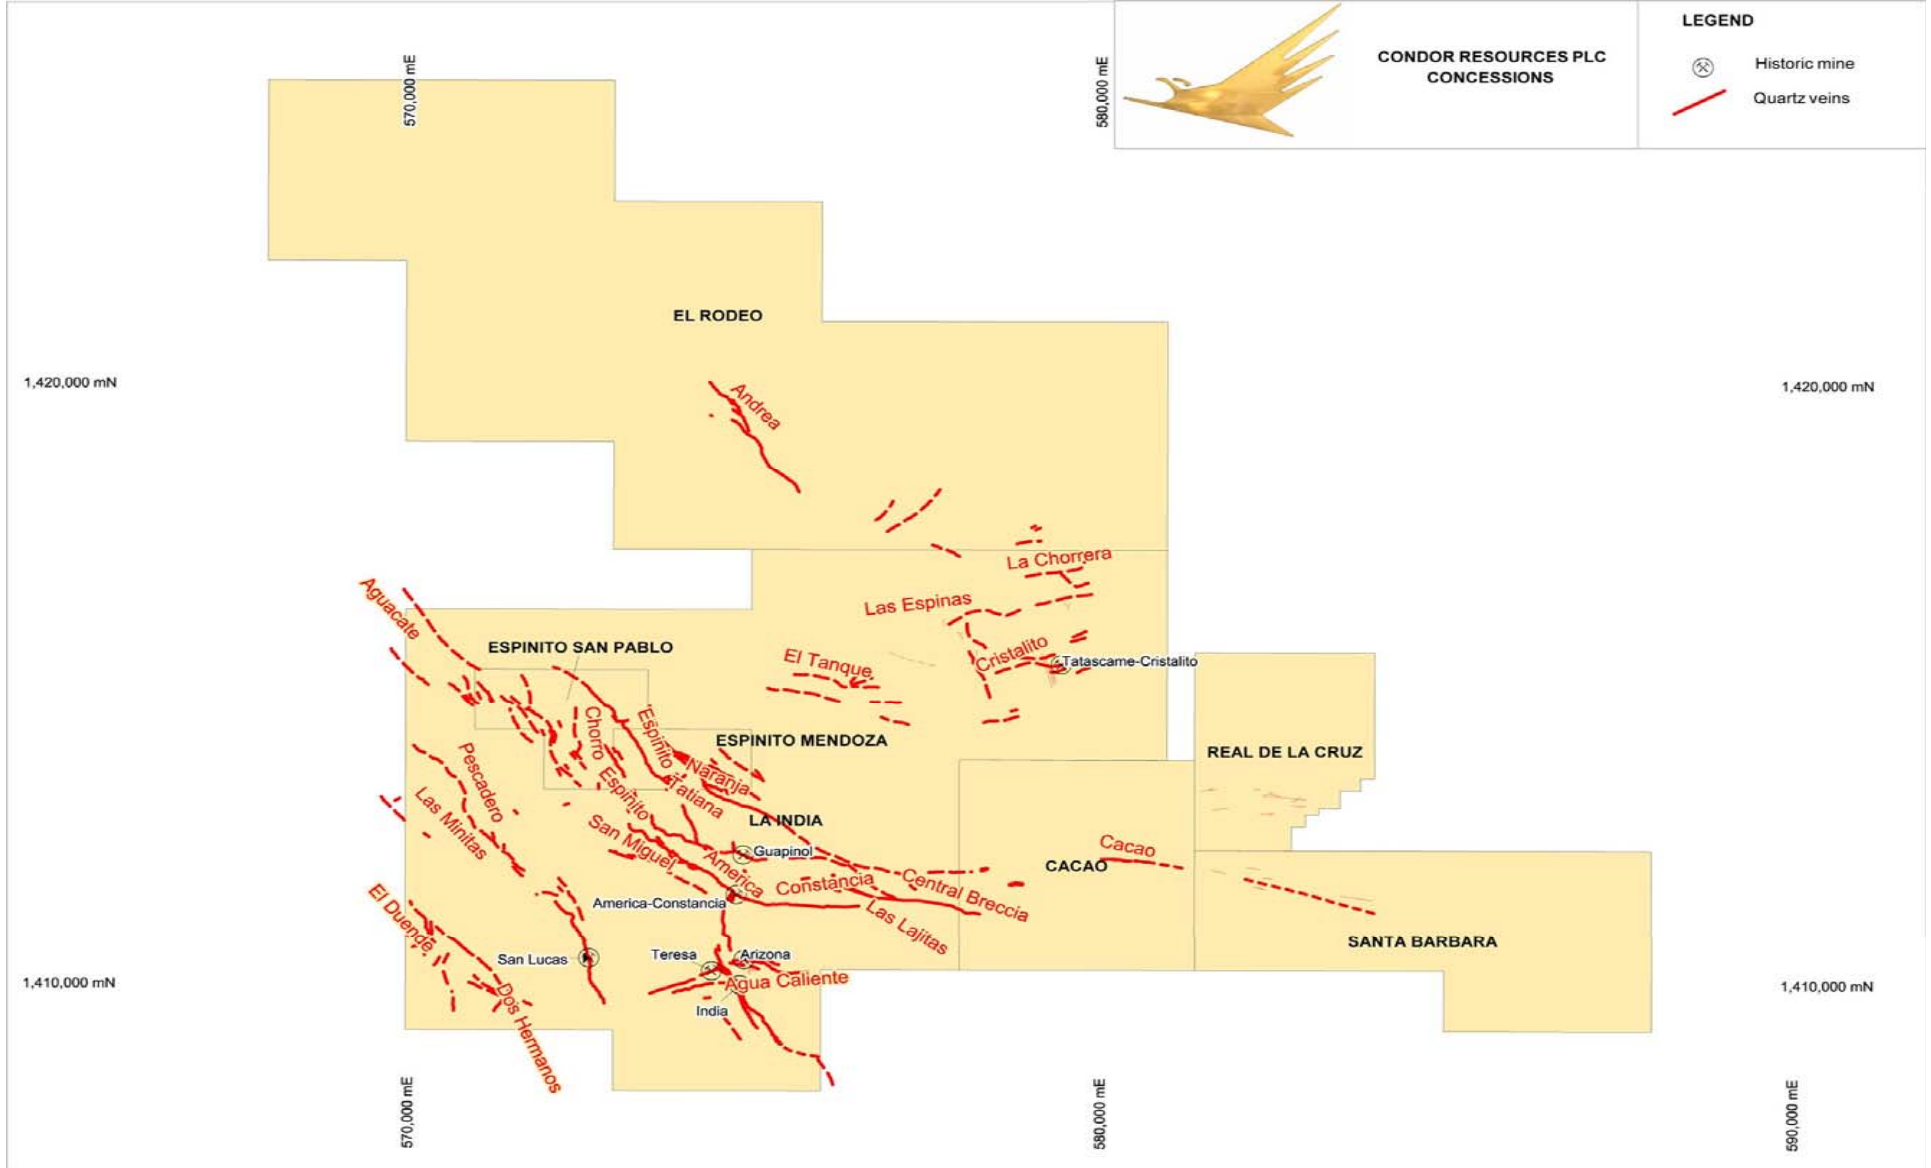 570,000 mE
580,000 mE
CONDOR RESOURCES PLC
CONCESSIONS
LEGEND
Historic mine
Quartz veins
EL RODEO
1,420,000 mN
1,420,000 mN
Andrea
La Chorrera
Aguacate
Las Espinas
ESPINITO SAN PABLO
Cristalito
El Tanque
Tatascame-Cristalito
Chorro
Espinito
ESPINITO MENDOZA
REAL DE LA CRUZ
Pescadero
Naranja
Espinito
Tatiana
Las Minitas
LA INDIA
San Miguel
America
Guapinol
Cacao
CACAO
Constancia
Central Breccia
America-Constancia
El Duende
Las Lajitas
SANTA BARBARA
San Lucas
Teresa
Arizona
1,410,000 mN
Agua Caliente
1,410,000 mN
India
Dos Hermanos
570,000 mE
580,000 mE
590,000 mE